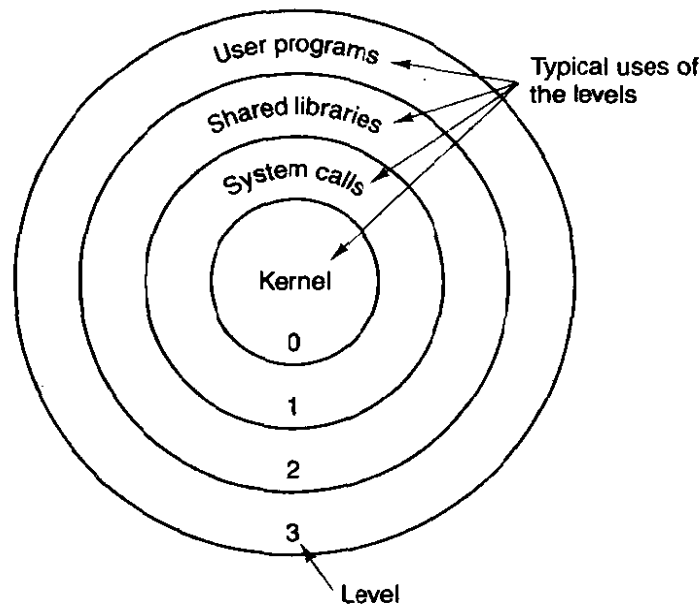 User programs
Typical uses of
the levels
Shared libraries
System calls
Kernel
0
1
2
3
Level